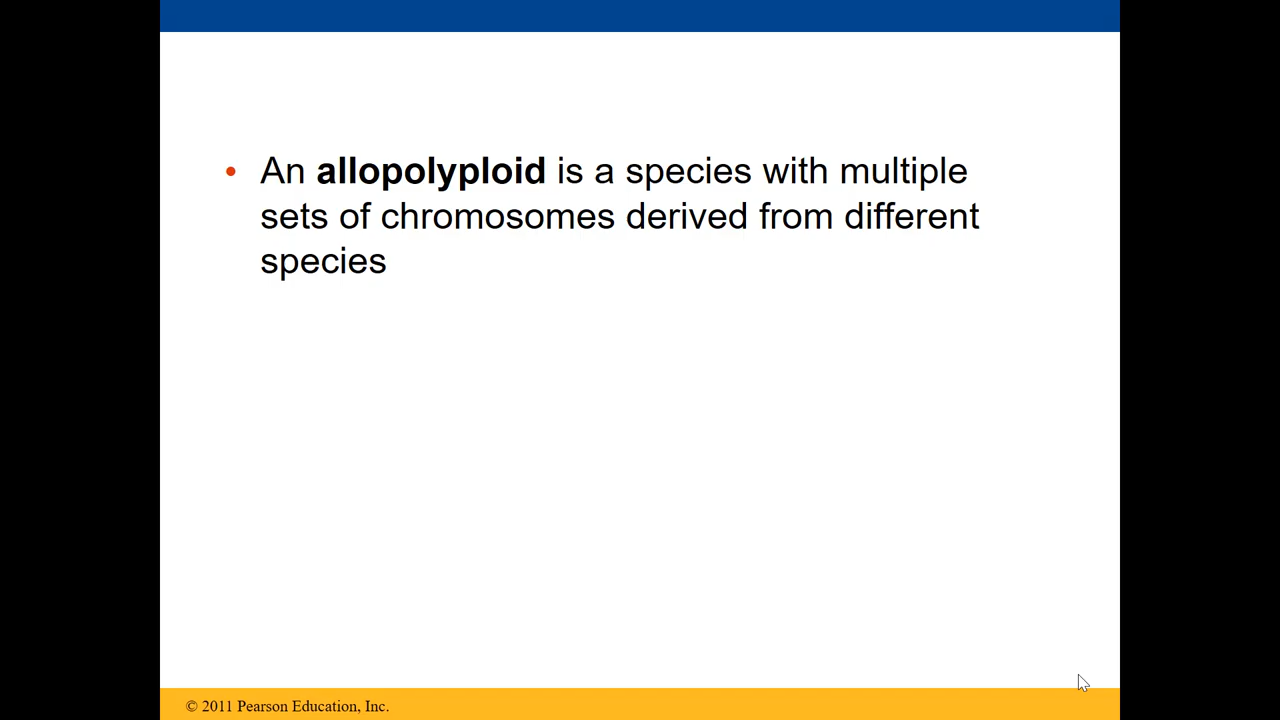 • An allopolyploid is a species with multiple
sets of chromosomes derived from different
species
© 2011 Pearson Education, Inc.